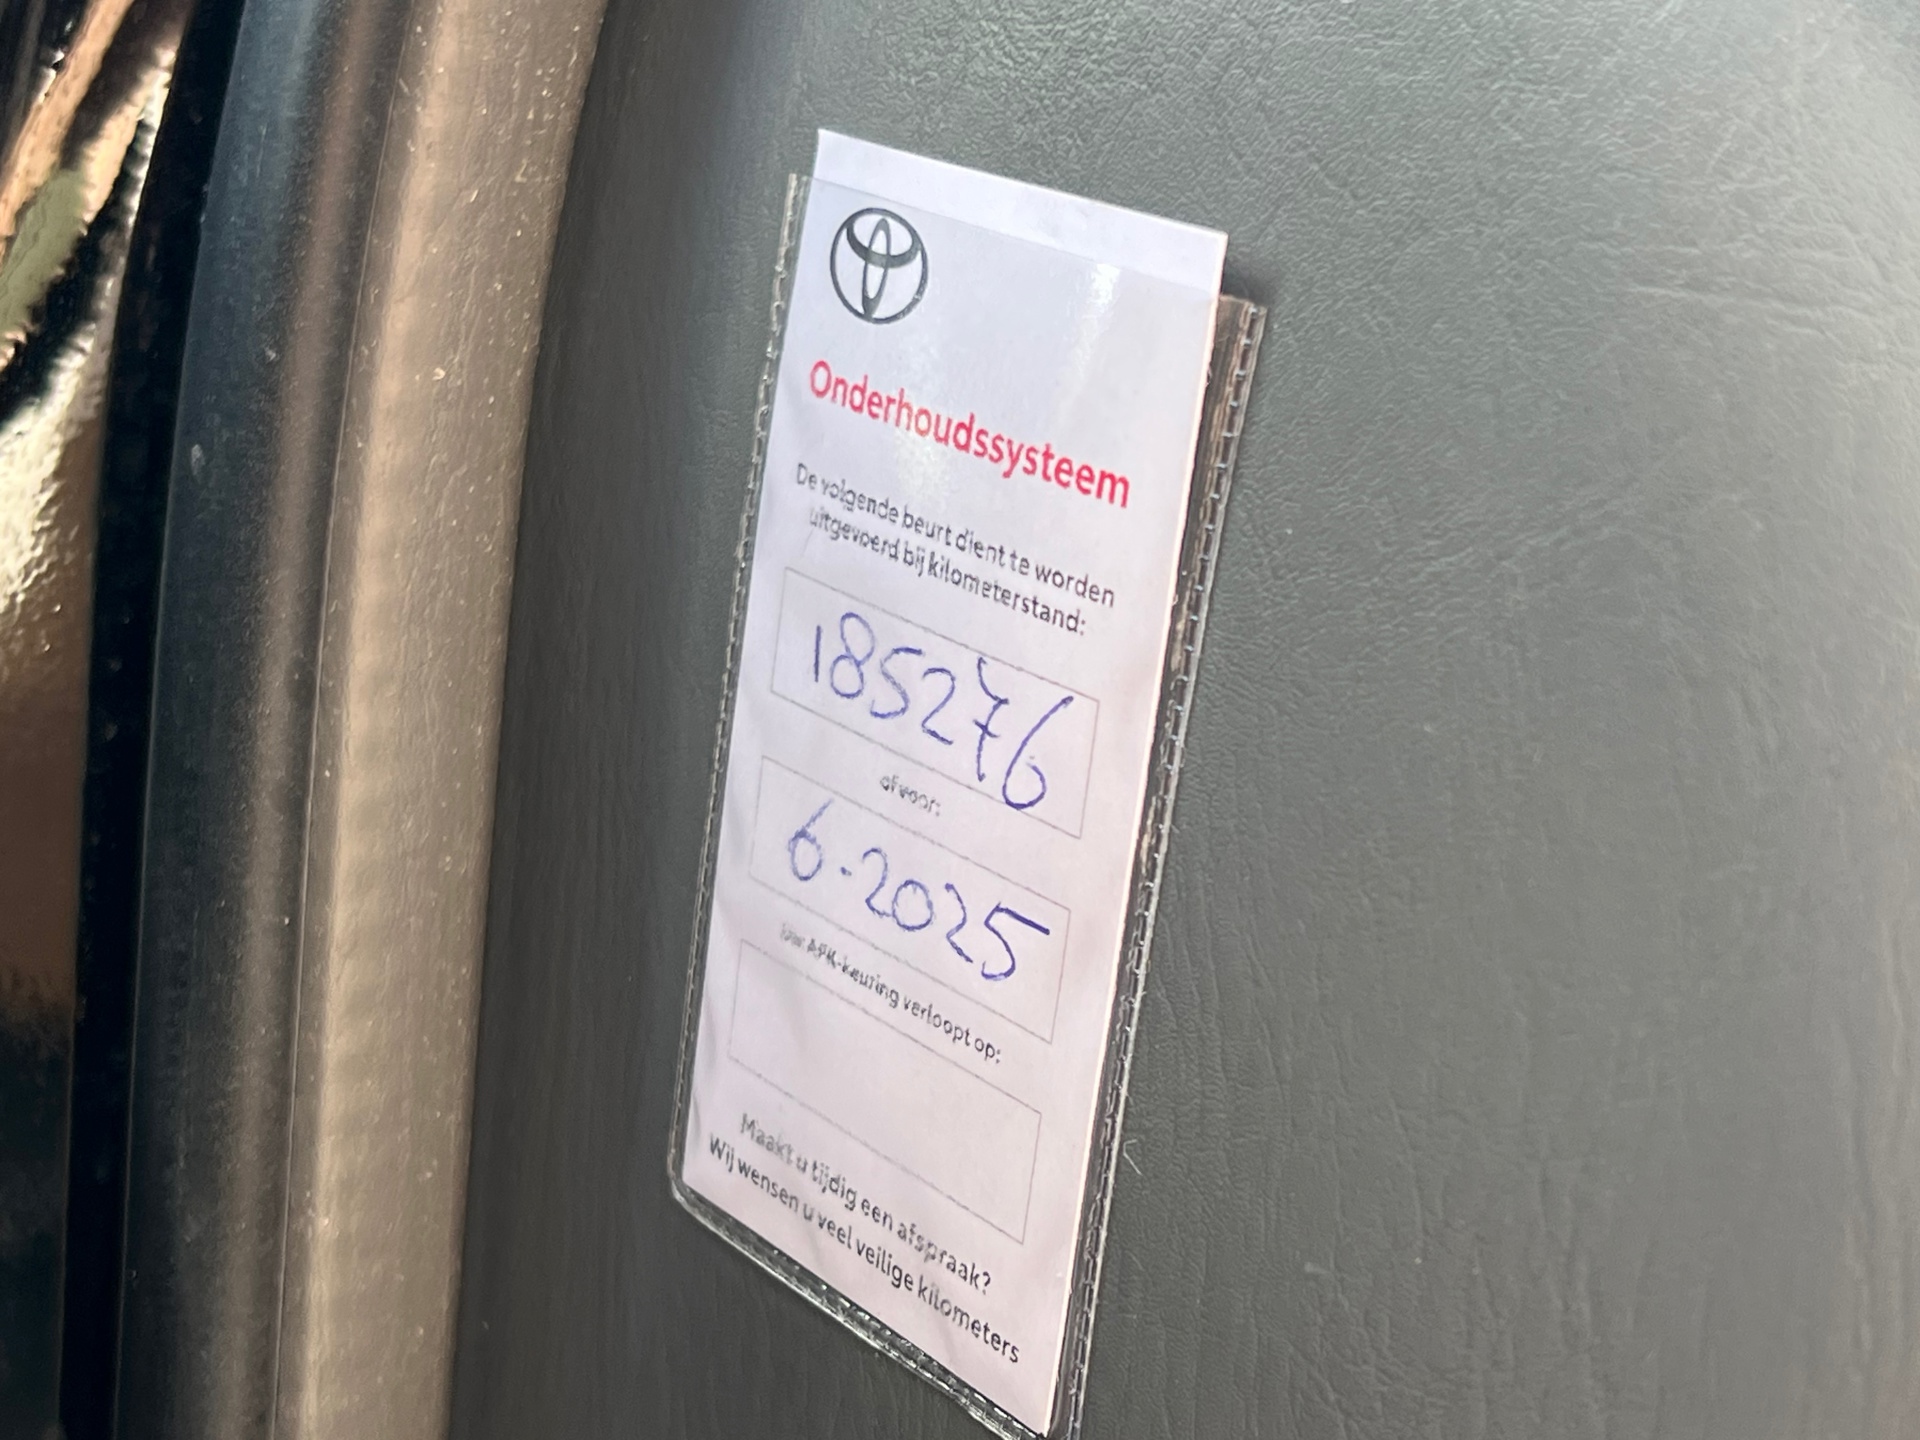 Onderhoudssysteem
De volgende beurt dient te worden
uitgevoerd bij kilometerstand:
185276
of voor:
6-2025
Uw APK-keuring verloopt op:
Maakt u tijdig een afspraak?
Wij wensen u veel veilige kilometers